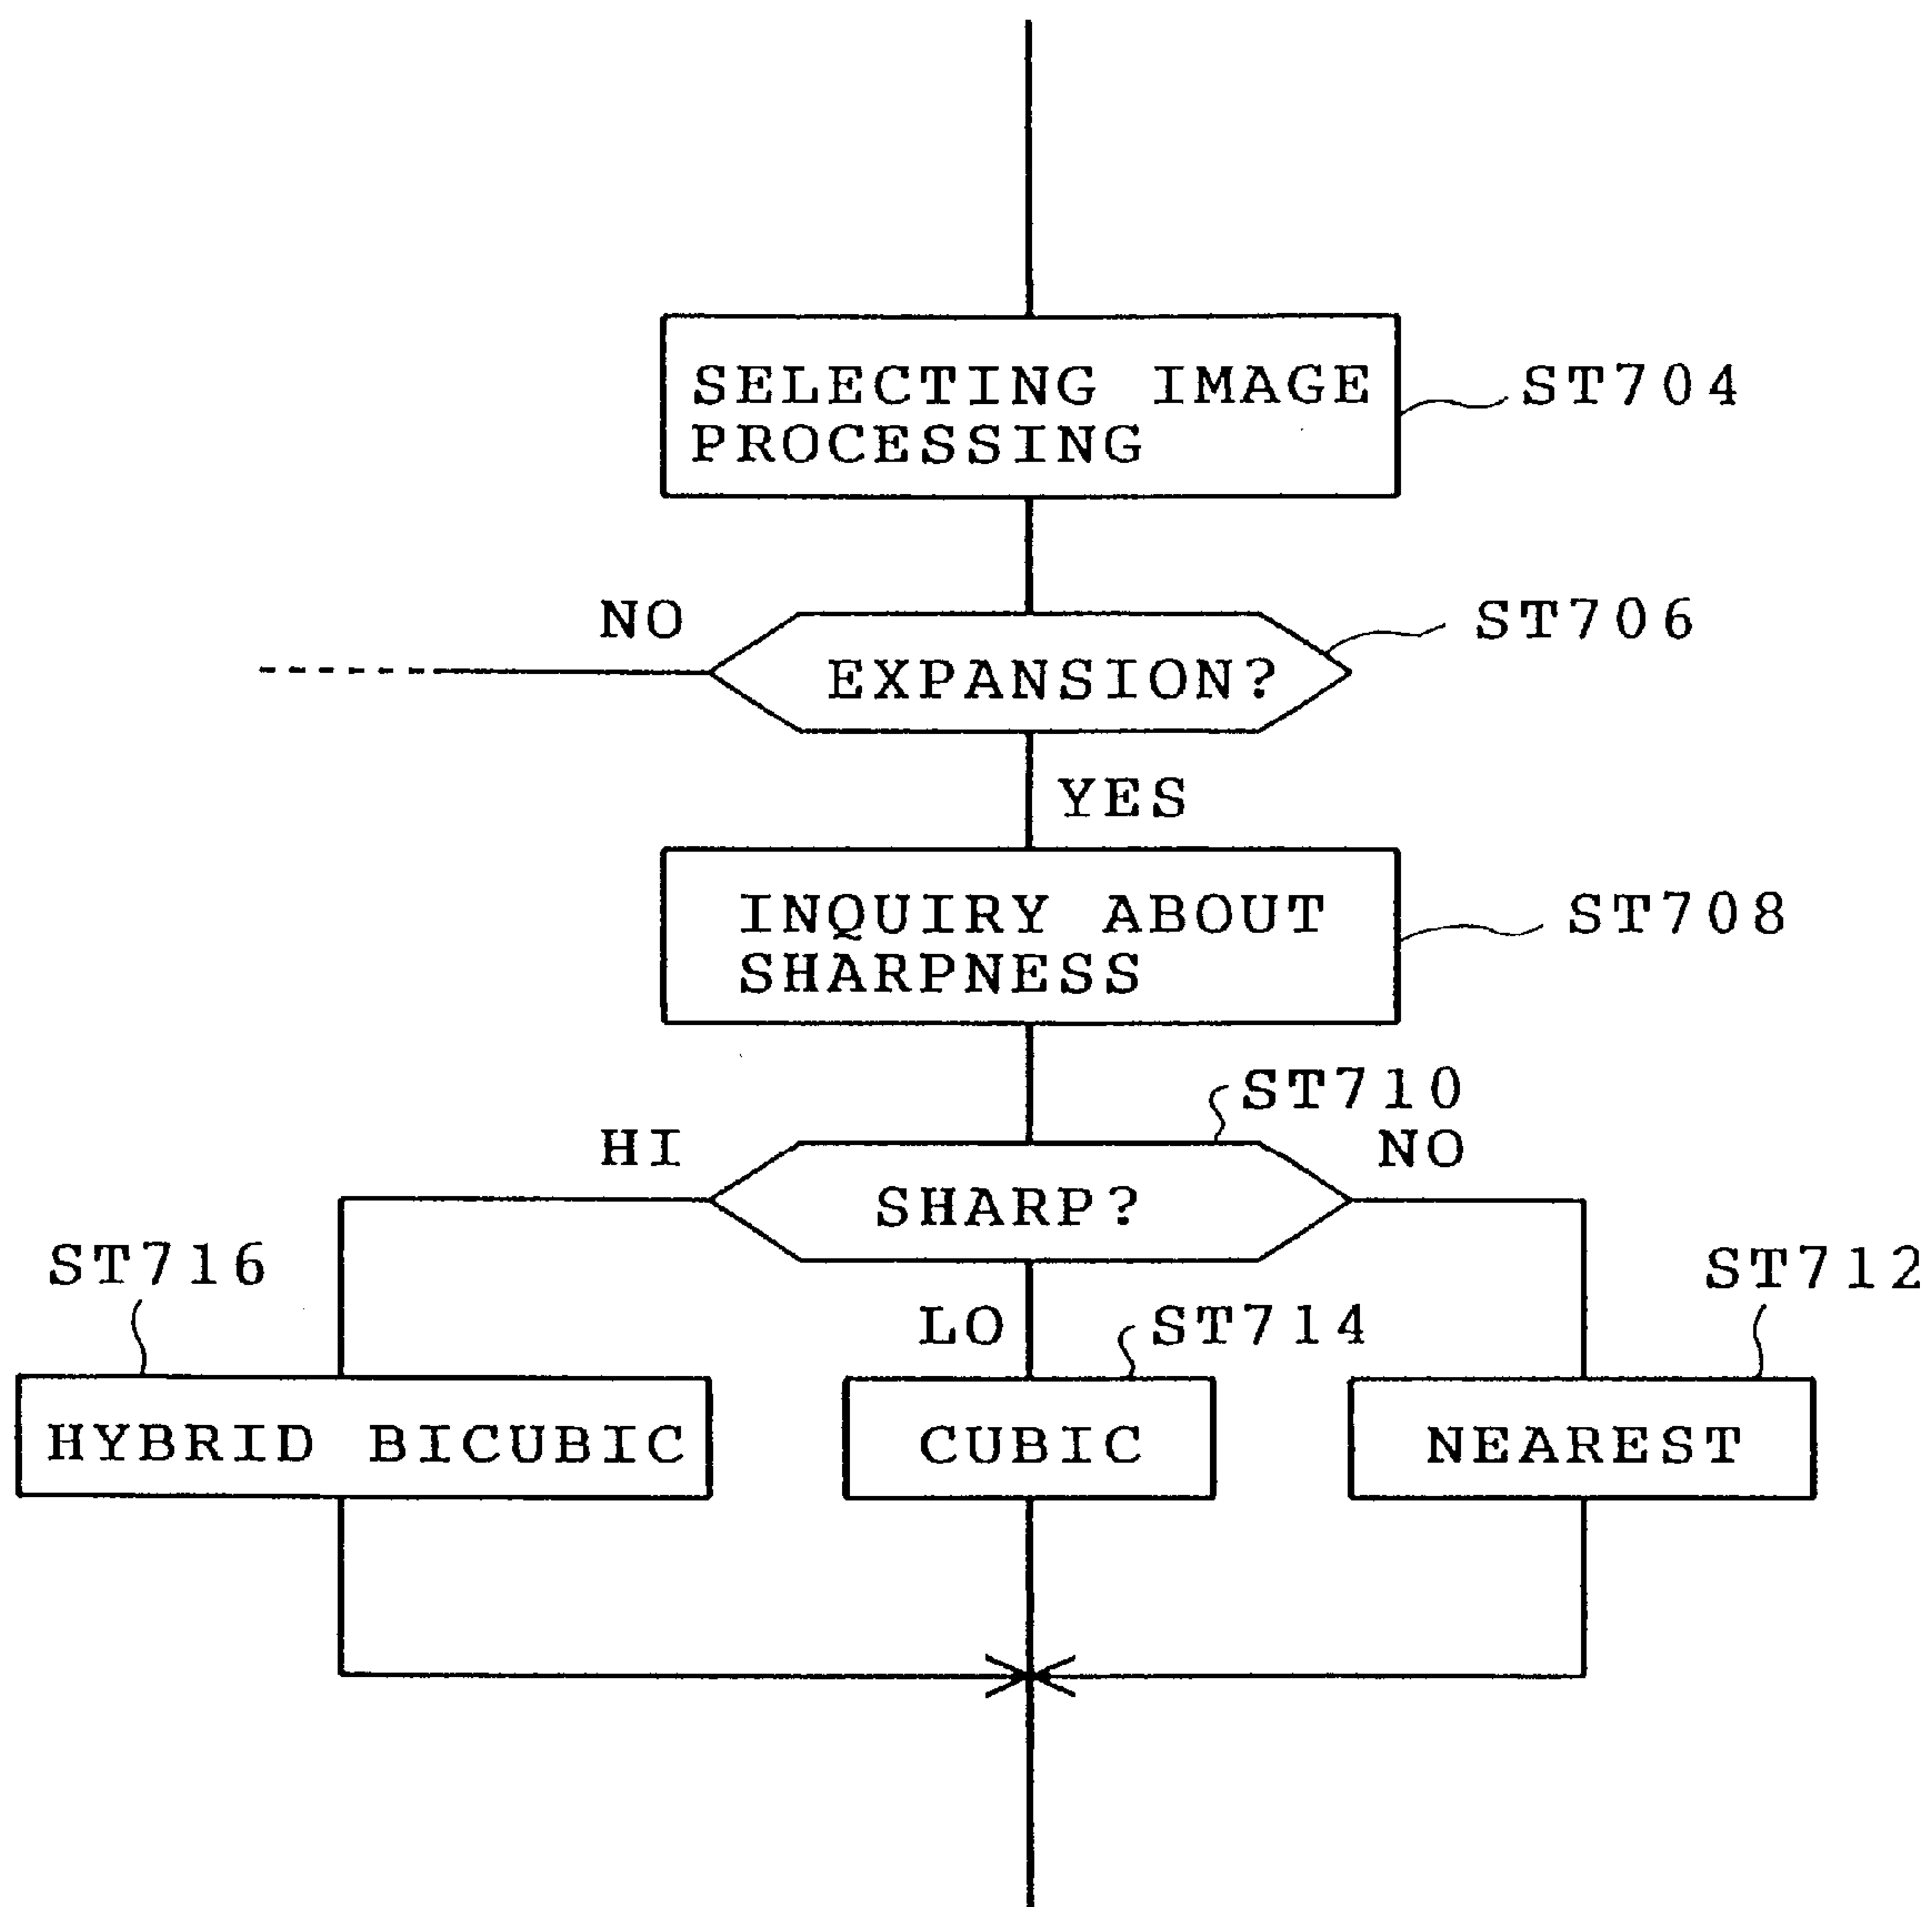 SELECTING IMAGE
PROCESSING
ST704
NO
ST706
EXPANSION?
YES
INQUIRY ABOUT
SHARPNESS
ST708
ST710
HI
NO
SHARP?
ST716
ST712
LO
ST714
HYBRID BICUBIC
CUBIC
NEAREST